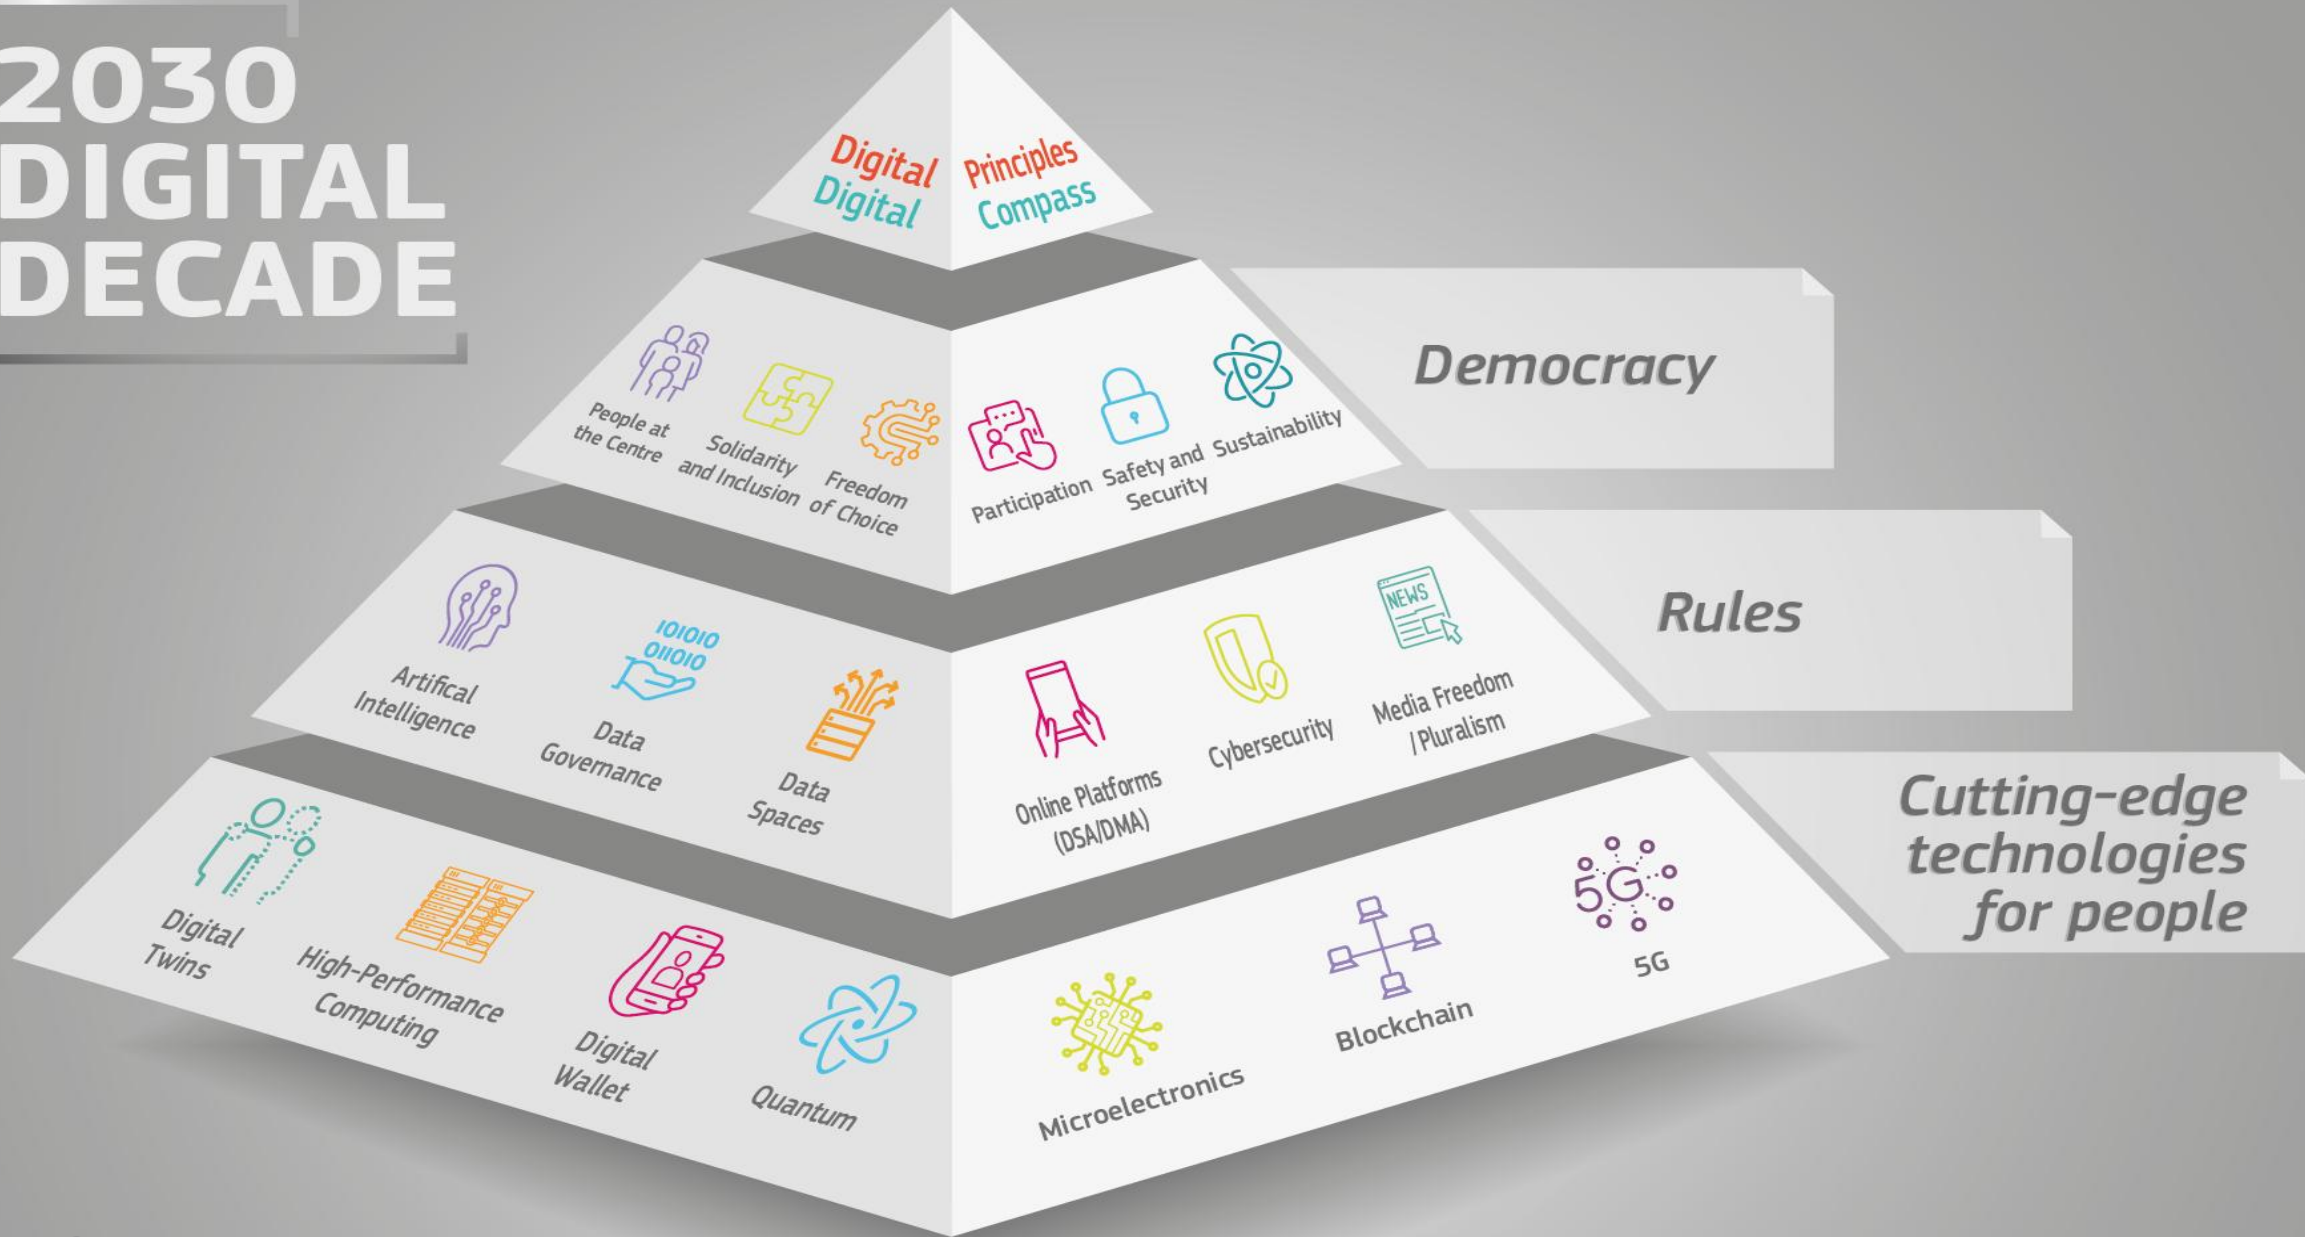 2030
DIGITAL
DECADE
Digital Principles
Digital Compass
People at
the Centre
Solidarity
and Inclusion
Freedom
of Choice
Participation
Safety and
Security
Sustainability
Democracy
Artifical
Intelligence
101010
011010
Data
Governance
Data
Spaces
Online Platforms
(DSA/DMA)
Cybersecurity
NEWS
Media Freedom
/Pluralism
Rules
Digital
Twins
High-Performance
Computing
Digital
Wallet
Quantum
Microelectronics
Blockchain
5G
5G
Cutting-edge
technologies
for people